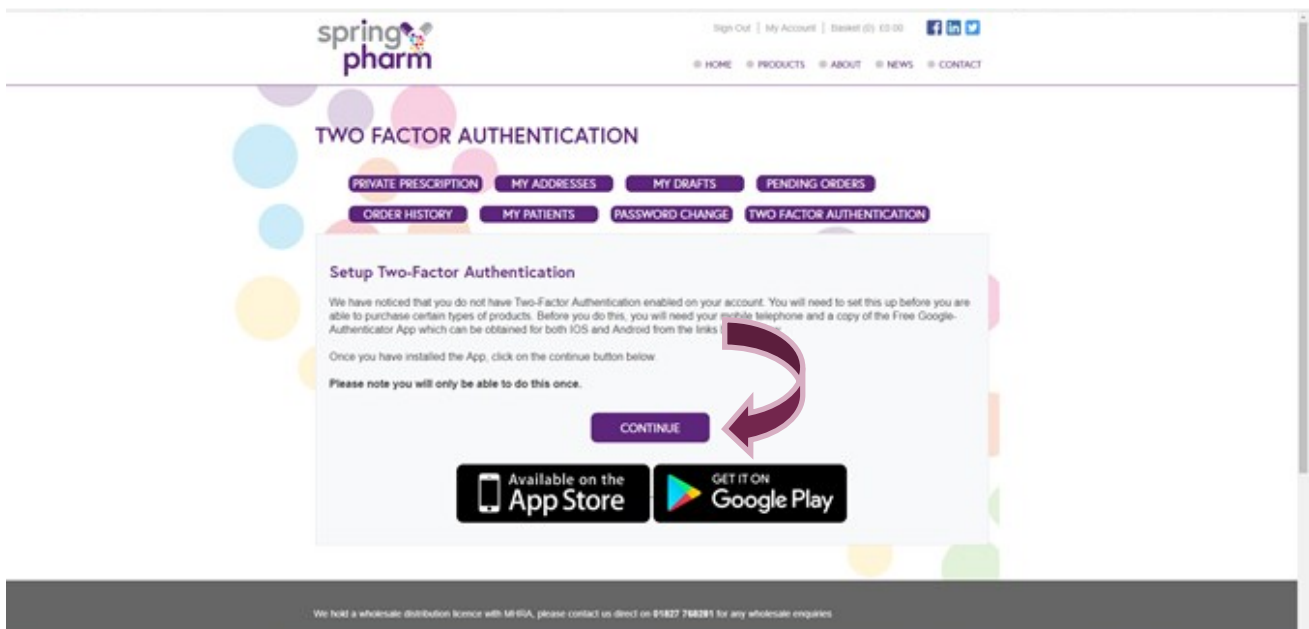 spring
pharm
Sign Out | My Account | Basket (0) £0.00
HOME PRODUCTS ABOUT NEWS CONTACT
TWO FACTOR AUTHENTICATION
PRIVATE PRESCRIPTION MY ADDRESSES MY DRAFTS PENDING ORDERS
ORDER HISTORY MY PATIENTS PASSWORD CHANGE TWO FACTOR AUTHENTICATION
Setup Two-Factor Authentication
We have noticed that you do not have Two-Factor Authentication enabled on your account. You will need to set this up before you are
able to purchase certain types of products. Before you do this, you will need your mobile telephone and a copy of the Free Google-
Authenticator App which can be obtained for both IOS and Android from the links
Once you have installed the App, click on the continue button below.
Please note you will only be able to do this once.
CONTINUE
Available on the
App Store
GET IT ON
Google Play
We hold a wholesale distribution licence with MHRA, please contact us direct on 01827 768281 for any wholesale enquiries